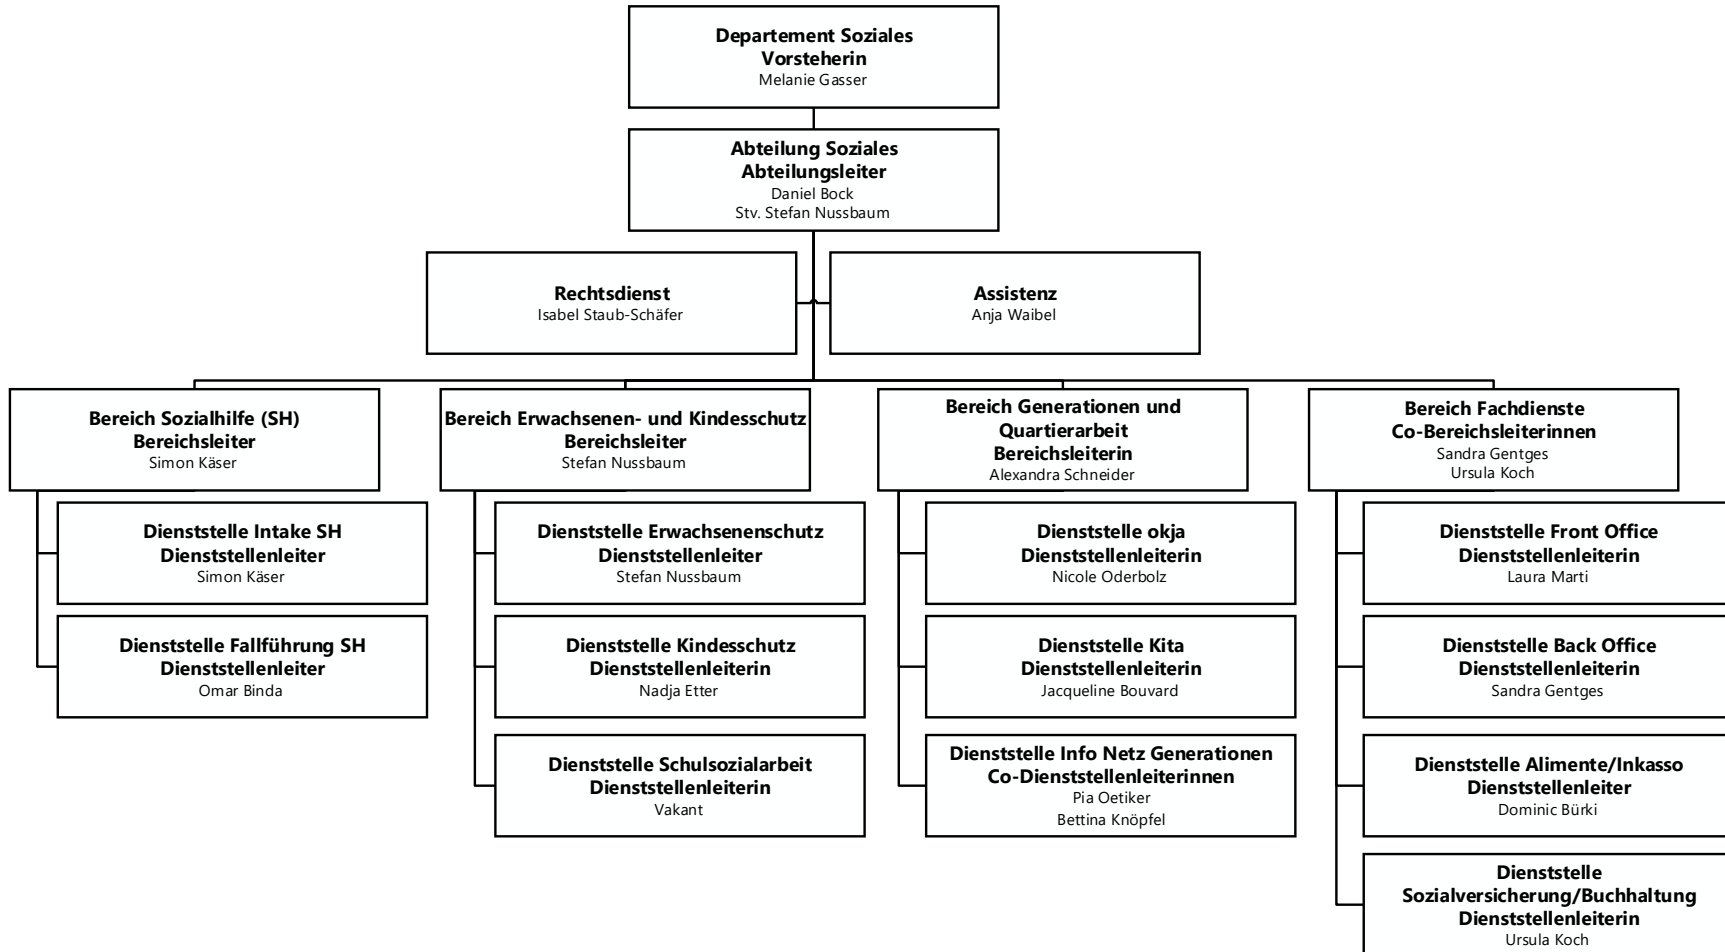 Departement Soziales
Vorsteherin
Melanie Gasser
Abteilung Soziales
Abteilungsleiter
Daniel Bock
Stv. Stefan Nussbaum
Rechtsdienst
Isabel Staub-Schäfer
Assistenz
Anja Waibel
Bereich Sozialhilfe (SH)
Bereichsleiter
Simon Käser
Dienststelle Intake SH
Dienststellenleiter
Simon Käser
Dienststelle Fallführung SH
Dienststellenleiter
Omar Binda
Bereich Erwachsenen- und Kindesschutz
Bereichsleiter
Stefan Nussbaum
Dienststelle Erwachsenenschutz
Dienststellenleiter
Stefan Nussbaum
Dienststelle Kindesschutz
Dienststellenleiterin
Nadja Etter
Dienststelle Schulsozialarbeit
Dienststellenleiterin
Vakant
Bereich Generationen und
Quartierarbeit
Bereichsleiterin
Alexandra Schneider
Dienststelle okja
Dienststellenleiterin
Nicole Oderbolz
Dienststelle Kita
Dienststellenleiterin
Jacqueline Bouvard
Dienststelle Info Netz Generationen
Co-Dienststellenleiterinnen
Pia Oetiker
Bettina Knöpfel
Bereich Fachdienste
Co-Bereichsleiterinnen
Sandra Gentges
Ursula Koch
Dienststelle Front Office
Dienststellenleiterin
Laura Marti
Dienststelle Back Office
Dienststellenleiterin
Sandra Gentges
Dienststelle Alimente/Inkasso
Dienststellenleiter
Dominic Bürki
Dienststelle
Sozialversicherung/Buchhaltung
Dienststellenleiterin
Ursula Koch